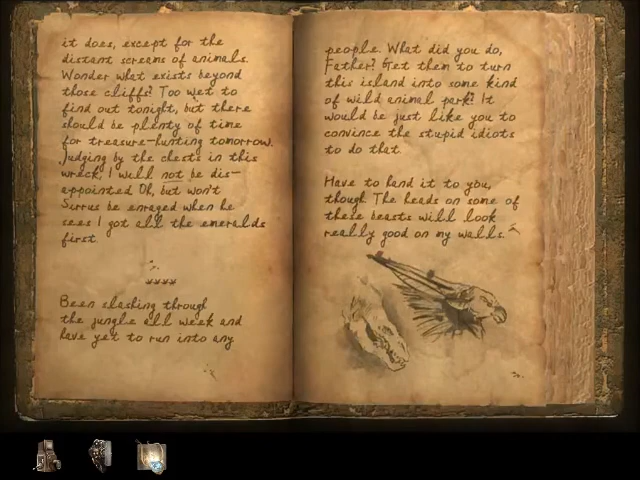 it does, except for the
distant screams of animals.
Wonder what exists beyond
those cliffs? Too wet to
find out tonight, but there
should be plenty of time
for treasure-hunting tomorrow.
Judging by the chests in this
wreck, I will not be dis-
appointed. Oh, but won't
Sirrus be enraged when he
sees I got all the emeralds
first.
****
Been slashing through
the jungle all week and
have yet to run into any
people. What did you do,
Father? Get them to turn
this island into some kind
of wild animal park? It
would be just like you to
convince the stupid idiots
to do that.
Have to hand it to you,
though. The heads on some of
these beasts will look
really good on my walls.